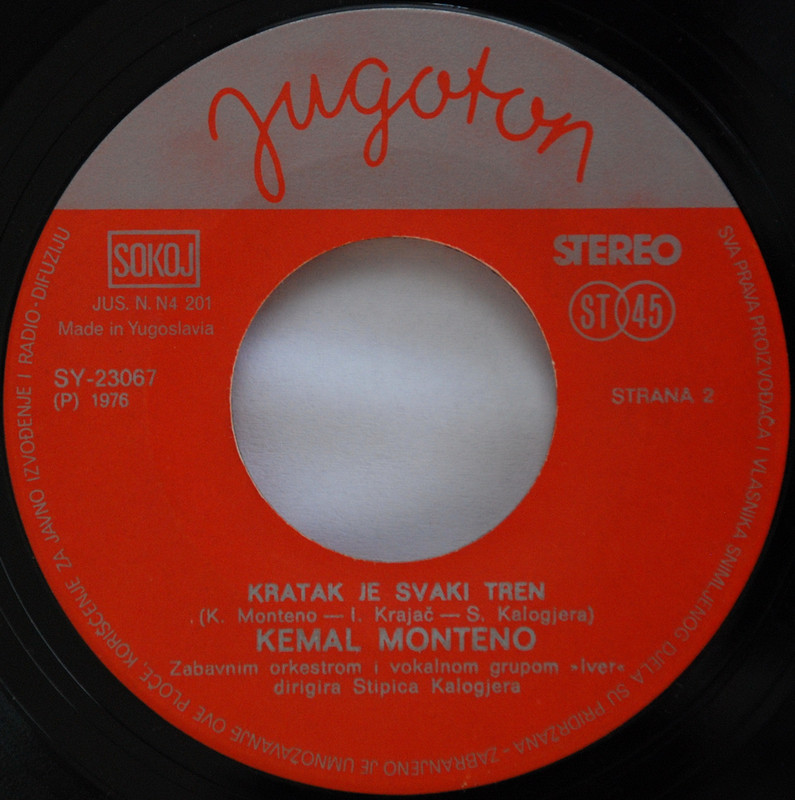 jugoton
SOKOJ
JUS. N. N4 201
Made in Yugoslavia
SY-23067
(P) 1976
STEREO
ST 45
STRANA 2
KRATAK JE SVAKI TREN
(K. Monteno — I. Krajač — S. Kalogjera)
KEMAL MONTENO
Zabavnim orkestrom i vokalnom grupom »Iver«
dirigira Stipica Kalogjera
SVA PRAVA PROIZVOĐAČA I VLASNIKA SNIMLJENOG DJELA SU PRIDRŽANA - ZABRANJENO JE UMNOŽAVANJE OVE PLOČE, KORIŠĆENJE ZA JAVNO IZVOĐENJE I RADIO - DIFUZIJU